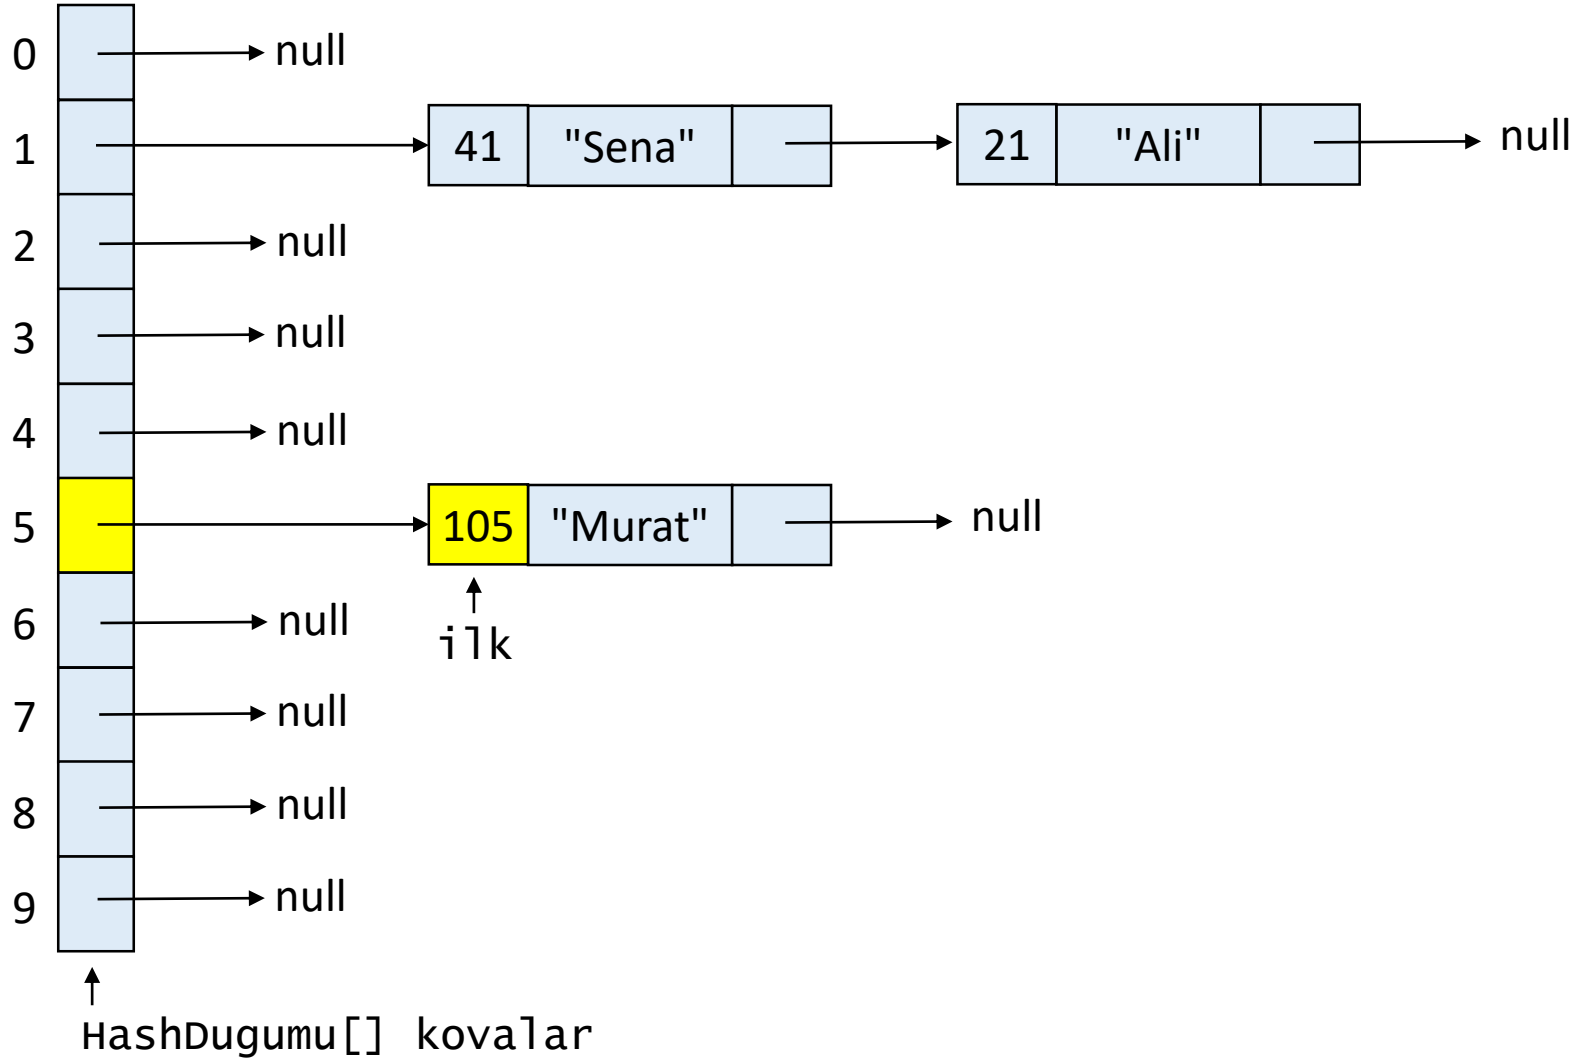 0 null
1 41 "Sena" 21 "Ali" null
2 null
3 null
4 null
5 105 "Murat" null
ilk
6 null
7 null
8 null
9 null
HashDugumu[] kovalar